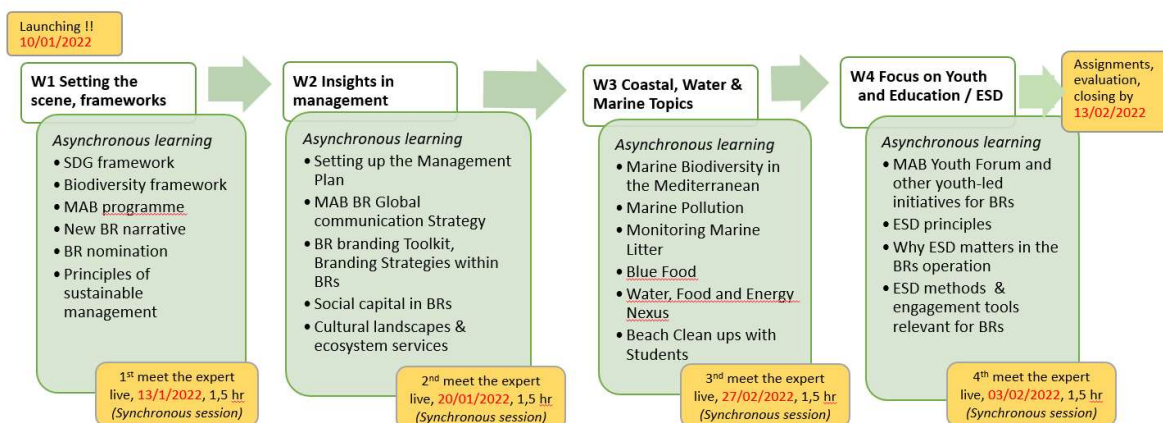 Launching !!
10/01/2022
W1 Setting the
scene, frameworks
Asynchronous learning
• SDG framework
• Biodiversity framework
• MAB programme
• New BR narrative
• BR nomination
• Principles of
sustainable
management
1st meet the expert
live, 13/1/2022, 1,5 hr
(Synchronous session)
W2 Insights in
management
Asynchronous learning
• Setting up the Management
Plan
• MAB BR Global
communication Strategy
• BR branding Toolkit,
Branding Strategies within
BRs
• Social capital in BRs
• Cultural landscapes &
ecosystem services
2nd meet the expert
live, 20/01/2022, 1,5 hr
(Synchronous session)
W3 Coastal, Water &
Marine Topics
Asynchronous learning
• Marine Biodiversity in
the Mediterranean
• Marine Pollution
• Monitoring Marine
Litter
• Blue Food
• Water, Food and Energy
Nexus
• Beach Clean ups with
Students
3rd meet the expert
live, 27/02/2022, 1,5 hr
(Synchronous session)
W4 Focus on Youth
and Education / ESD
Asynchronous learning
• MAB Youth Forum and
other youth-led
initiatives for BRs
• ESD principles
• Why ESD matters in the
BRs operation
• ESD methods &
engagement tools
relevant for BRs
4th meet the expert
live, 03/02/2022, 1,5 hr
(Synchronous session)
Assignments,
evaluation,
closing by
13/02/2022